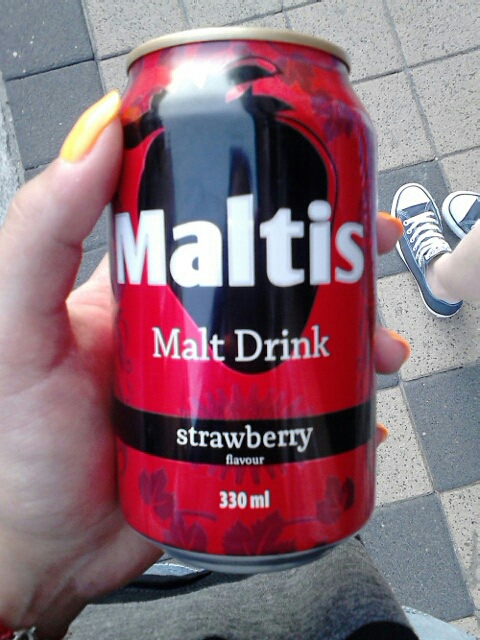 Maltis
Malt Drink
strawberry
flavour
330 ml